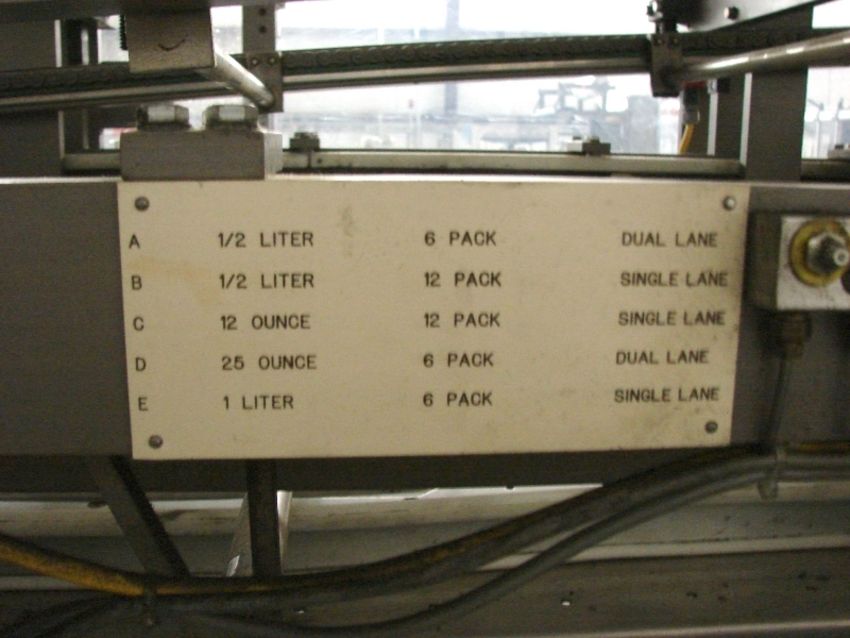 A 1/2 LITER 6 PACK DUAL LANE
B 1/2 LITER 12 PACK SINGLE LANE
C 12 OUNCE 12 PACK SINGLE LANE
D 25 OUNCE 6 PACK DUAL LANE
E 1 LITER 6 PACK SINGLE LANE